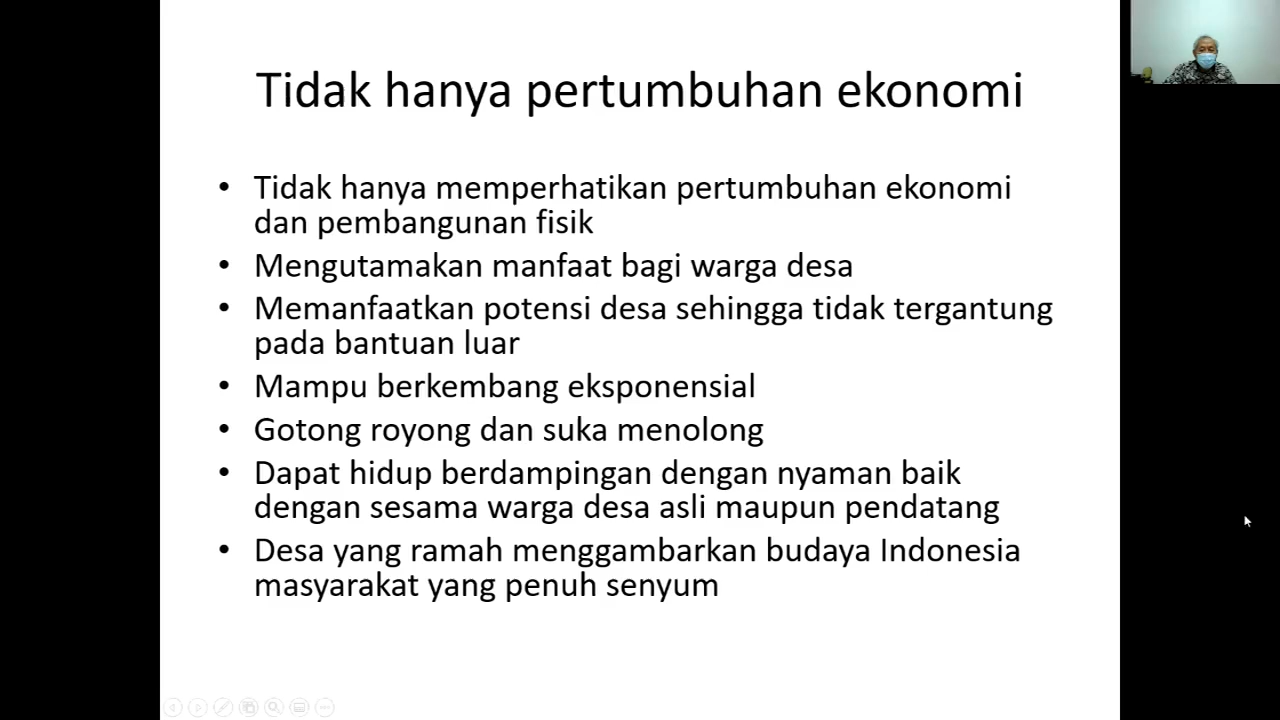 Tidak hanya pertumbuhan ekonomi
• Tidak hanya memperhatikan pertumbuhan ekonomi
dan pembangunan fisik
• Mengutamakan manfaat bagi warga desa
• Memanfaatkan potensi desa sehingga tidak tergantung
pada bantuan luar
• Mampu berkembang eksponensial
• Gotong royong dan suka menolong
• Dapat hidup berdampingan dengan nyaman baik
dengan sesama warga desa asli maupun pendatang
• Desa yang ramah menggambarkan budaya Indonesia
masyarakat yang penuh senyum